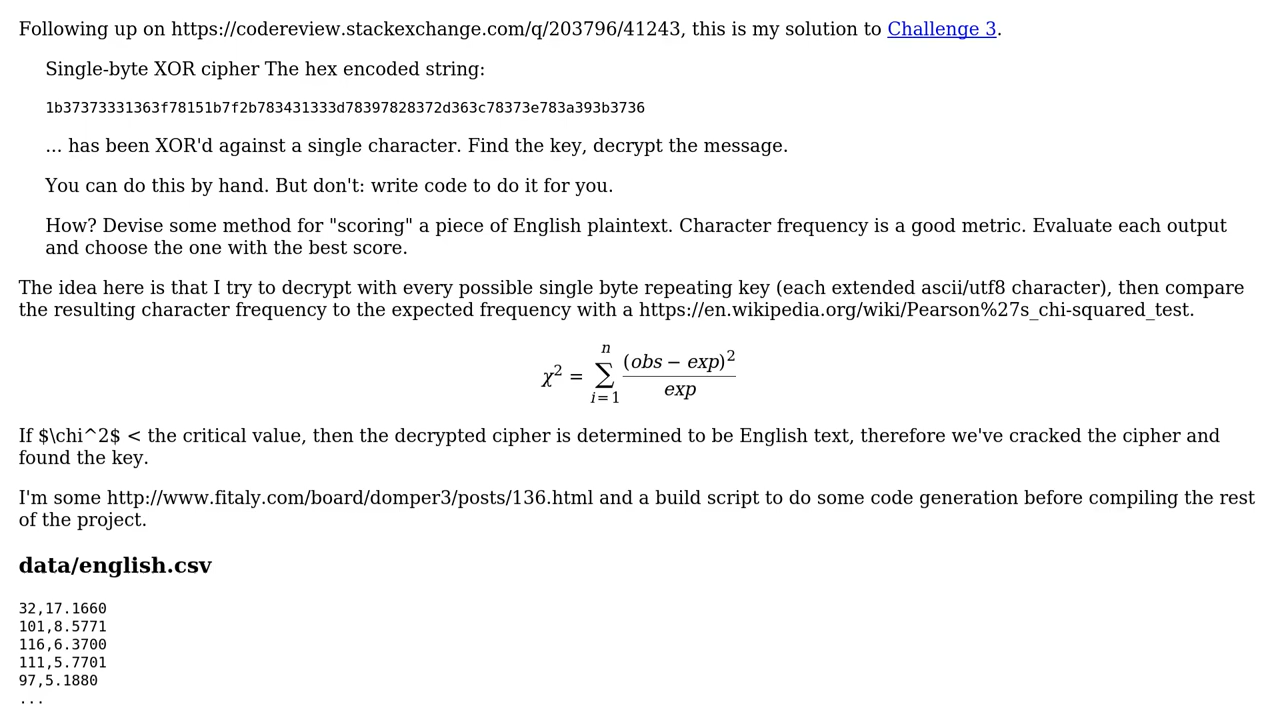 Following up on https://codereview.stackexchange.com/q/203796/41243, this is my solution to Challenge 3.
Single-byte XOR cipher The hex encoded string:
1b37373331363f78151b7f2b783431333d78397828372d363c78373e783a393b3736
... has been XOR'd against a single character. Find the key, decrypt the message.
You can do this by hand. But don't: write code to do it for you.
How? Devise some method for "scoring" a piece of English plaintext. Character frequency is a good metric. Evaluate each output
and choose the one with the best score.
The idea here is that I try to decrypt with every possible single byte repeating key (each extended ascii/utf8 character), then compare
the resulting character frequency to the expected frequency with a https://en.wikipedia.org/wiki/Pearson%27s_chi-squared_test.
χ² = ∑_{i=1}^{n} (obs − exp)² / exp
If $\chi^2$ < the critical value, then the decrypted cipher is determined to be English text, therefore we've cracked the cipher and
found the key.
I'm some http://www.fitaly.com/board/domper3/posts/136.html and a build script to do some code generation before compiling the rest
of the project.
data/english.csv
32,17.1660
101,8.5771
116,6.3700
111,5.7701
97,5.1880
...